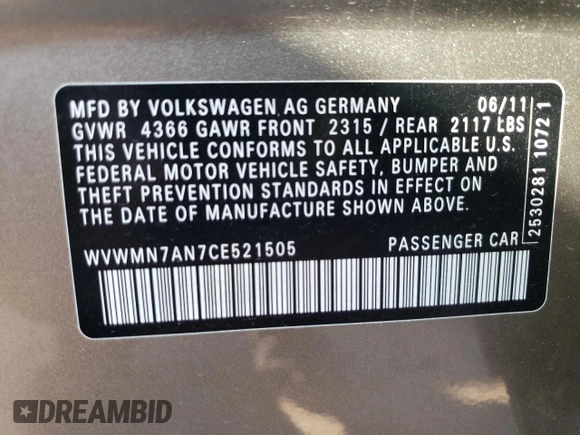 MFD BY VOLKSWAGEN AG GERMANY 06/11
GVWR 4366 GAWR FRONT 2315 / REAR 2117 LBS
THIS VEHICLE CONFORMS TO ALL APPLICABLE U.S.
FEDERAL MOTOR VEHICLE SAFETY, BUMPER AND
THEFT PREVENTION STANDARDS IN EFFECT ON
THE DATE OF MANUFACTURE SHOWN ABOVE.
WVWMN7AN7CE521505 PASSENGER CAR
2530281 1072 1
DREAMBID